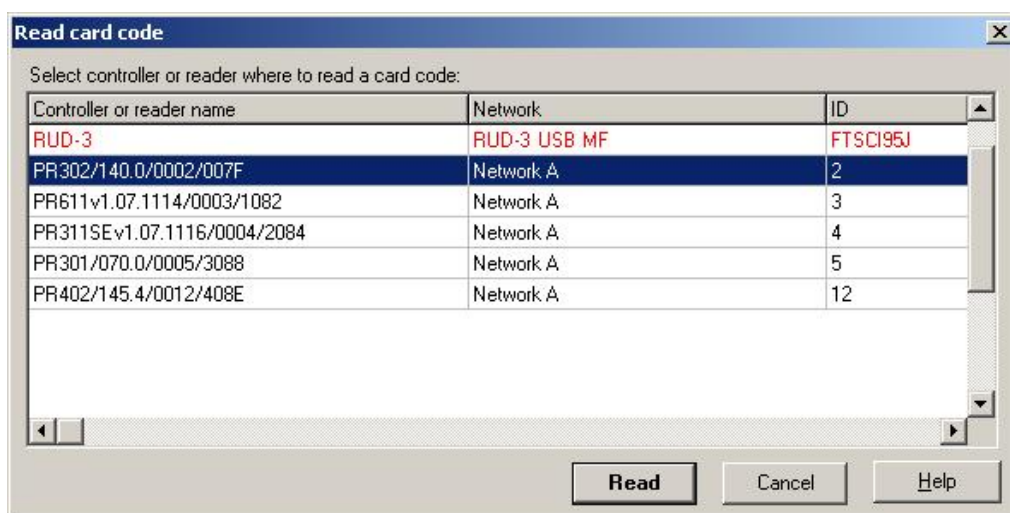 Read card code
Select controller or reader where to read a card code:
Controller or reader name Network ID
RUD-3 RUD-3 USB MF FTSCI95J
PR302/140.0/0002/007F Network A 2
PR611v1.07.1114/0003/1082 Network A 3
PR311SEv1.07.1116/0004/2084 Network A 4
PR301/070.0/0005/3088 Network A 5
PR402/145.4/0012/408E Network A 12
Read Cancel Help